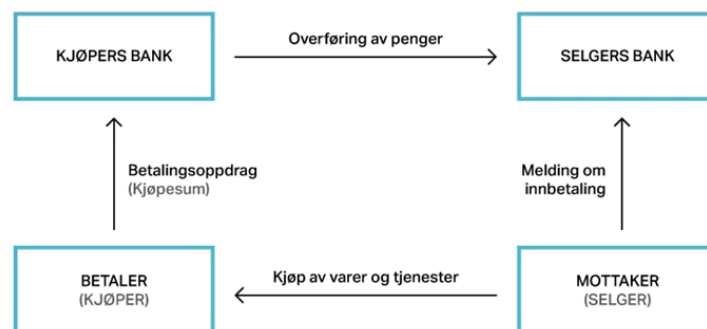 Overføring av penger
KJØPERS BANK
SELGERS BANK
Betalingsoppdrag
(Kjøpesum)
Melding om
innbetaling
Kjøp av varer og tjenester
BETALER
(KJØPER)
MOTTAKER
(SELGER)